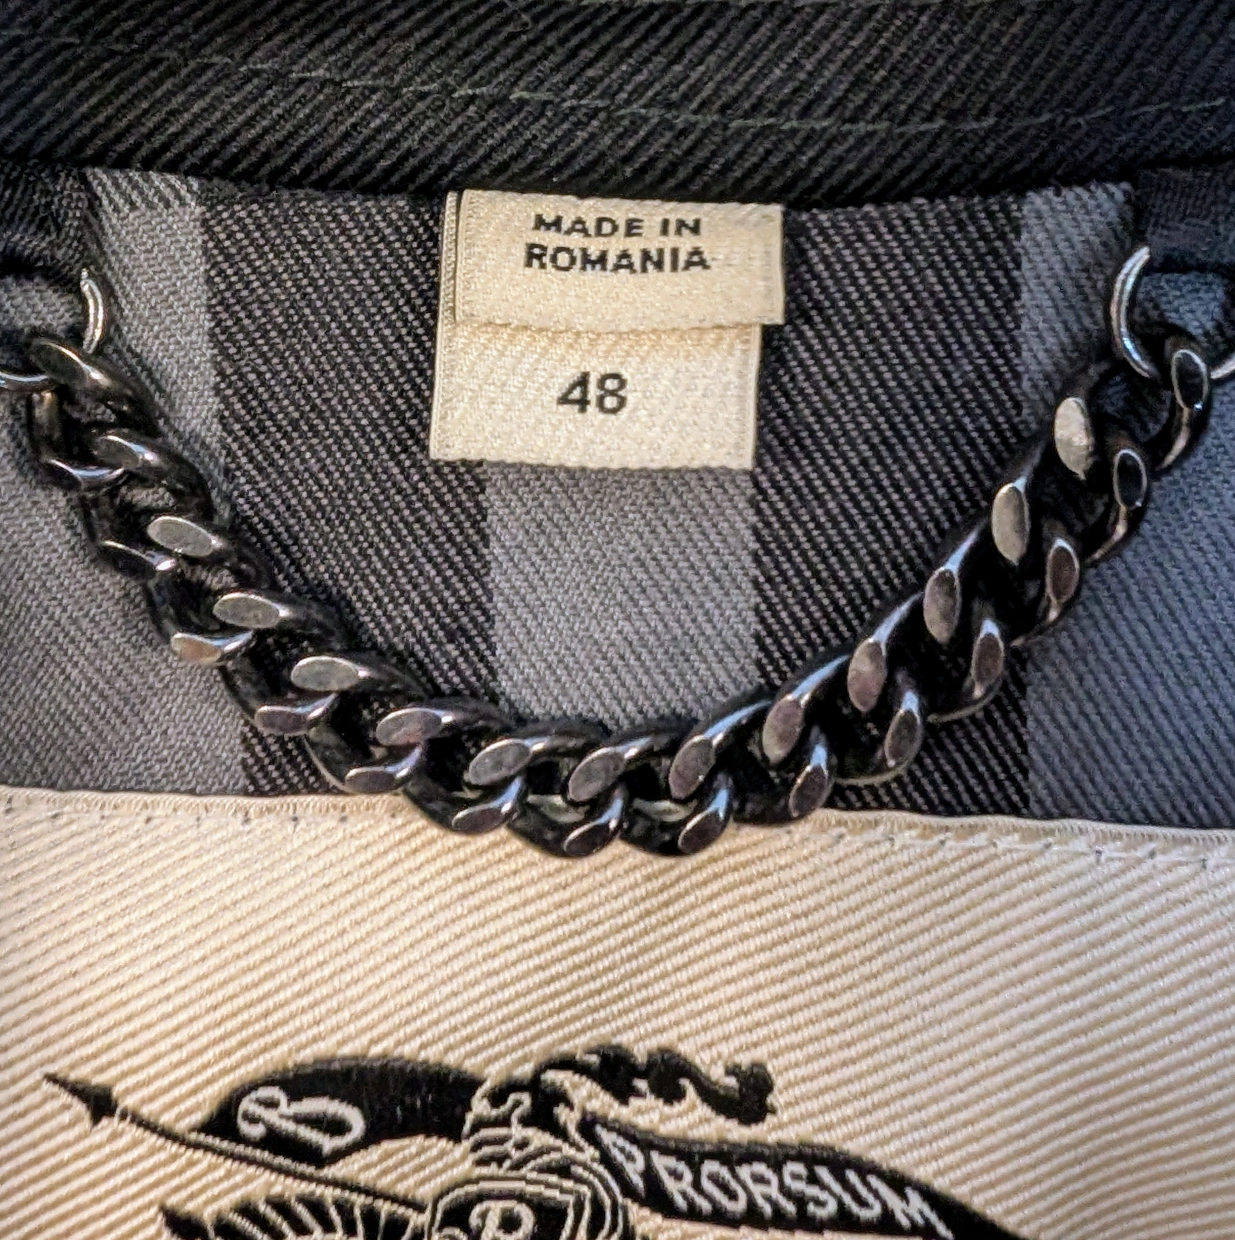 MADE IN
ROMANIA
48
B
PRORSUM
B